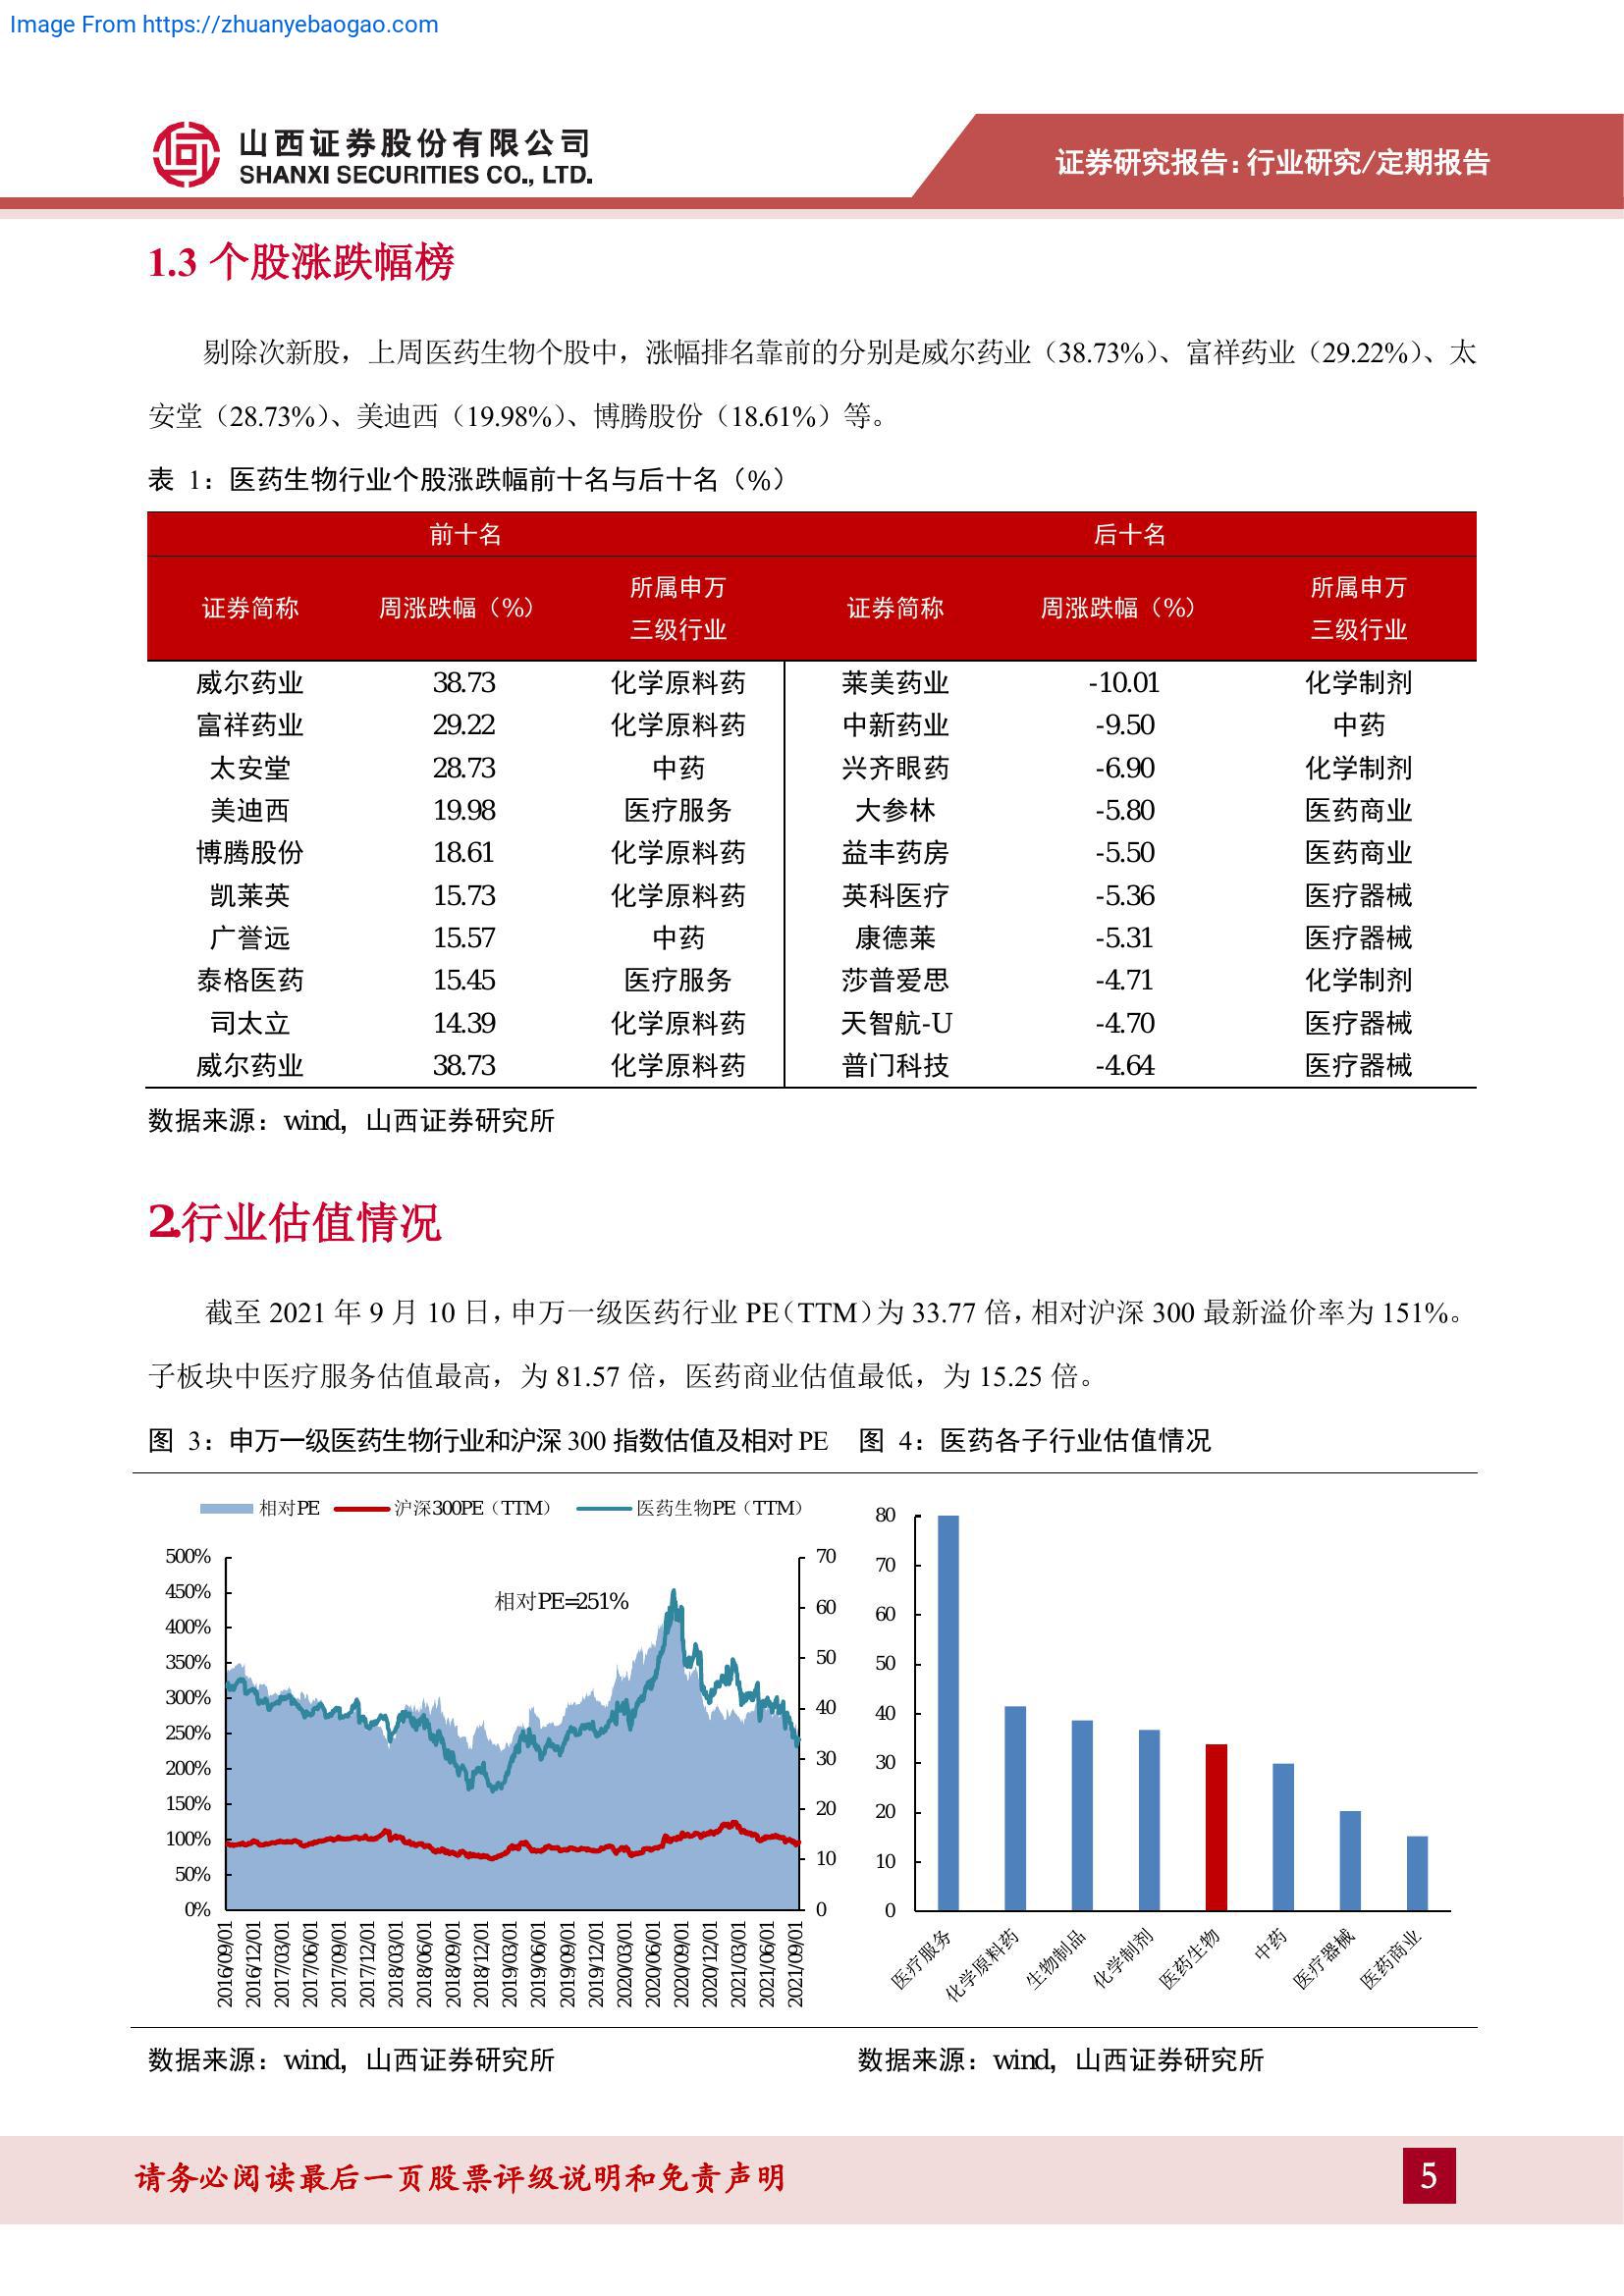 Image From https://zhuanyebaogao.com
山西证券股份有限公司
SHANXI SECURITIES CO., LTD.
证券研究报告：行业研究/定期报告
1.3 个股涨跌幅榜
剔除次新股，上周医药生物个股中，涨幅排名靠前的分别是威尔药业（38.73%）、富祥药业（29.22%）、太
安堂（28.73%）、美迪西（19.98%）、博腾股份（18.61%）等。
表 1：医药生物行业个股涨跌幅前十名与后十名（%）
前十名 后十名
证券简称 周涨跌幅（%） 所属申万三级行业 证券简称 周涨跌幅（%） 所属申万三级行业
威尔药业 38.73 化学原料药 莱美药业 -10.01 化学制剂
富祥药业 29.22 化学原料药 中新药业 -9.50 中药
太安堂 28.73 中药 兴齐眼药 -6.90 化学制剂
美迪西 19.98 医疗服务 大参林 -5.80 医药商业
博腾股份 18.61 化学原料药 益丰药房 -5.50 医药商业
凯莱英 15.73 化学原料药 英科医疗 -5.36 医疗器械
广誉远 15.57 中药 康德莱 -5.31 医疗器械
泰格医药 15.45 医疗服务 莎普爱思 -4.71 化学制剂
司太立 14.39 化学原料药 天智航-U -4.70 医疗器械
威尔药业 38.73 化学原料药 普门科技 -4.64 医疗器械
数据来源：wind，山西证券研究所
2.行业估值情况
截至 2021 年 9 月 10 日，申万一级医药行业 PE（TTM）为 33.77 倍，相对沪深 300 最新溢价率为 151%。
子板块中医疗服务估值最高，为 81.57 倍，医药商业估值最低，为 15.25 倍。
图 3：申万一级医药生物行业和沪深 300 指数估值及相对 PE
图 4：医药各子行业估值情况
相对PE 沪深300PE（TTM） 医药生物PE（TTM）
相对PE=251%
500%
450%
400%
350%
300%
250%
200%
150%
100%
50%
0%
70
60
50
40
30
20
10
0
2016/09/01
2016/12/01
2017/03/01
2017/06/01
2017/09/01
2017/12/01
2018/03/01
2018/06/01
2018/09/01
2018/12/01
2019/03/01
2019/06/01
2019/09/01
2019/12/01
2020/03/01
2020/06/01
2020/09/01
2020/12/01
2021/03/01
2021/06/01
2021/09/01
80
70
60
50
40
30
20
10
0
医疗服务
化学原料药
生物制品
化学制剂
医药生物
中药
医疗器械
医药商业
数据来源：wind，山西证券研究所
数据来源：wind，山西证券研究所
请务必阅读最后一页股票评级说明和免责声明
5